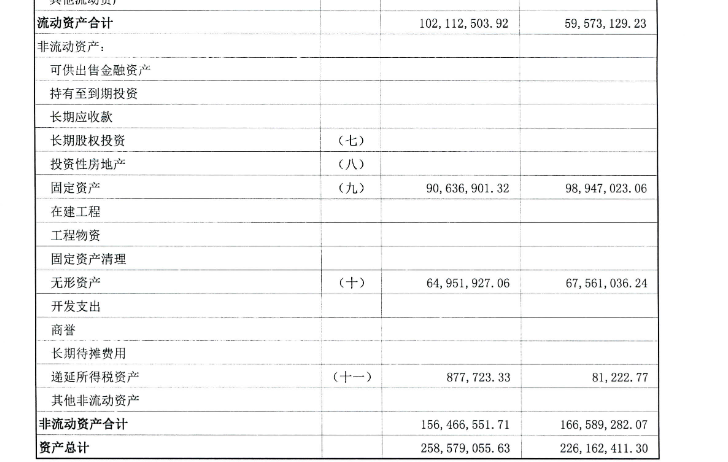 流动资产合计 102,112,503.92 59,573,129.23
非流动资产：
可供出售金融资产
持有至到期投资
长期应收款
长期股权投资 （七）
投资性房地产 （八）
固定资产 （九） 90,636,901.32 98,947,023.06
在建工程
工程物资
固定资产清理
无形资产 （十） 64,951,927.06 67,561,036.24
开发支出
商誉
长期待摊费用
递延所得税资产 （十一） 877,723.33 81,222.77
其他非流动资产
非流动资产合计 156,466,551.71 166,589,282.07
资产总计 258,579,055.63 226,162,411.30